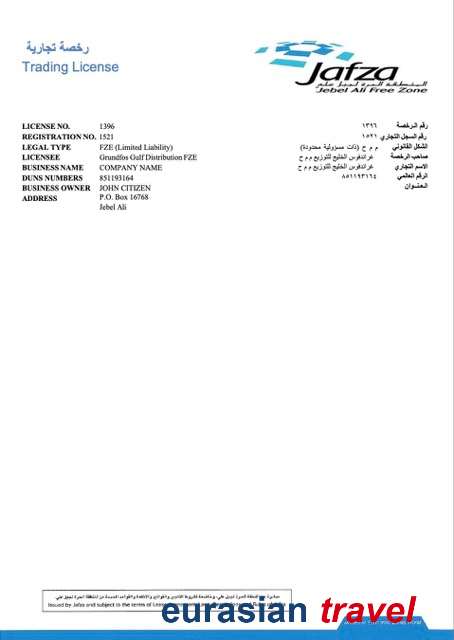 رخصة تجارية
Trading License
Jafza
المنطقة الحرة لجبل علي
Jebel Ali Free Zone
LICENSE NO. 1396 ١٣٩٦ رقم الرخصة
REGISTRATION NO. 1521 ١٥٢١ رقم السجل التجاري
LEGAL TYPE FZE (Limited Liability) م م ح (ذات مسؤولية محدودة) الشكل القانوني
LICENSEE Grundfos Gulf Distribution FZE غراندفوس الخليج للتوزيع م م ح صاحب الرخصة
BUSINESS NAME COMPANY NAME غراندفوس الخليج للتوزيع م م ح الاسم التجاري
DUNS NUMBERS 851193164 ٨٥١١٩٣١٦٤ الرقم العالمي
BUSINESS OWNER JOHN CITIZEN العنوان
ADDRESS P.O. Box 16768
Jebel Ali
Issued by Jafza and subject to the terms of
eurasian travel